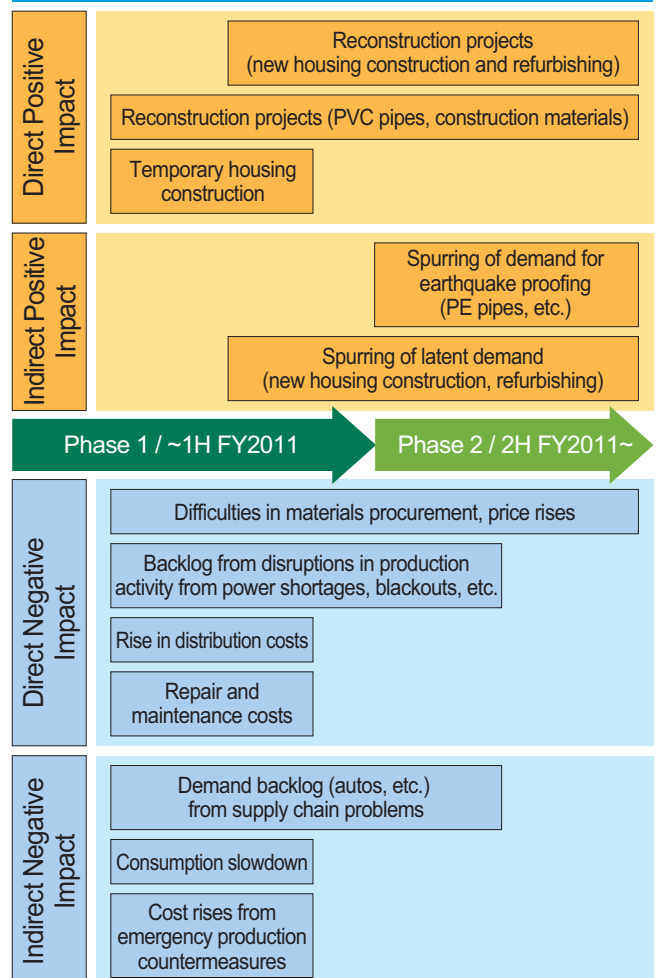 Direct Positive
Impact
Reconstruction projects
(new housing construction and refurbishing)
Reconstruction projects (PVC pipes, construction materials)
Temporary housing
construction
Indirect Positive
Impact
Spurring of demand for
earthquake proofing
(PE pipes, etc.)
Spurring of latent demand
(new housing construction, refurbishing)
Phase 1 / ~1H FY2011
Phase 2 / 2H FY2011~
Direct Negative
Impact
Difficulties in materials procurement, price rises
Backlog from disruptions in production
activity from power shortages, blackouts, etc.
Rise in distribution costs
Repair and
maintenance costs
Indirect Negative
Impact
Demand backlog (autos, etc.)
from supply chain problems
Consumption slowdown
Cost rises from
emergency production
countermeasures